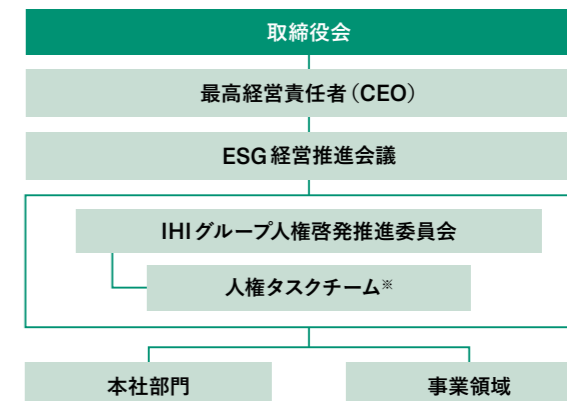 取締役会
最高経営責任者（CEO）
ESG経営推進会議
IHIグループ人権啓発推進委員会
人権タスクチーム※
本社部門
事業領域